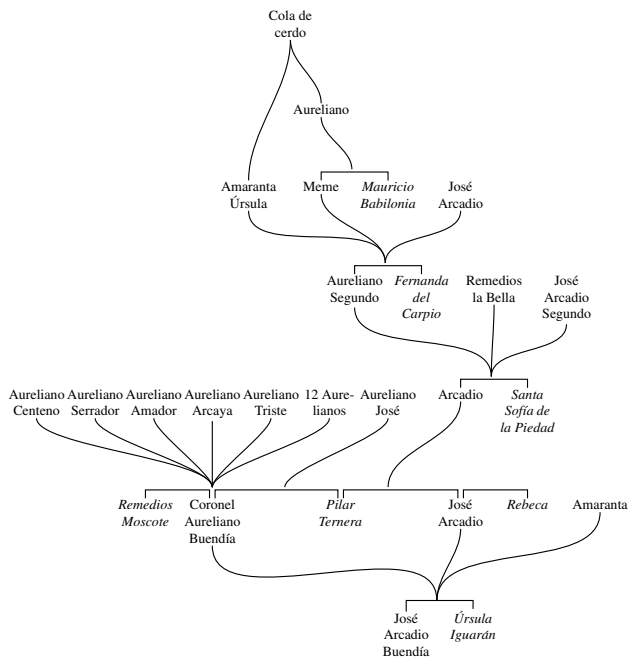 Cola de
cerdo
Aureliano
Amaranta
Úrsula
Meme
Mauricio
Babilonia
José
Arcadio
Aureliano
Segundo
Fernanda
del
Carpio
Remedios
la Bella
José
Arcadio
Segundo
Aureliano
Centeno
Aureliano
Serrador
Aureliano
Amador
Aureliano
Arcaya
Aureliano
Triste
12 Aure-
lianos
Aureliano
José
Arcadio
Santa
Sofía de
la Piedad
Remedios
Moscote
Coronel
Aureliano
Buendía
Pilar
Ternera
José
Arcadio
Rebeca
Amaranta
José
Arcadio
Buendía
Úrsula
Iguarán